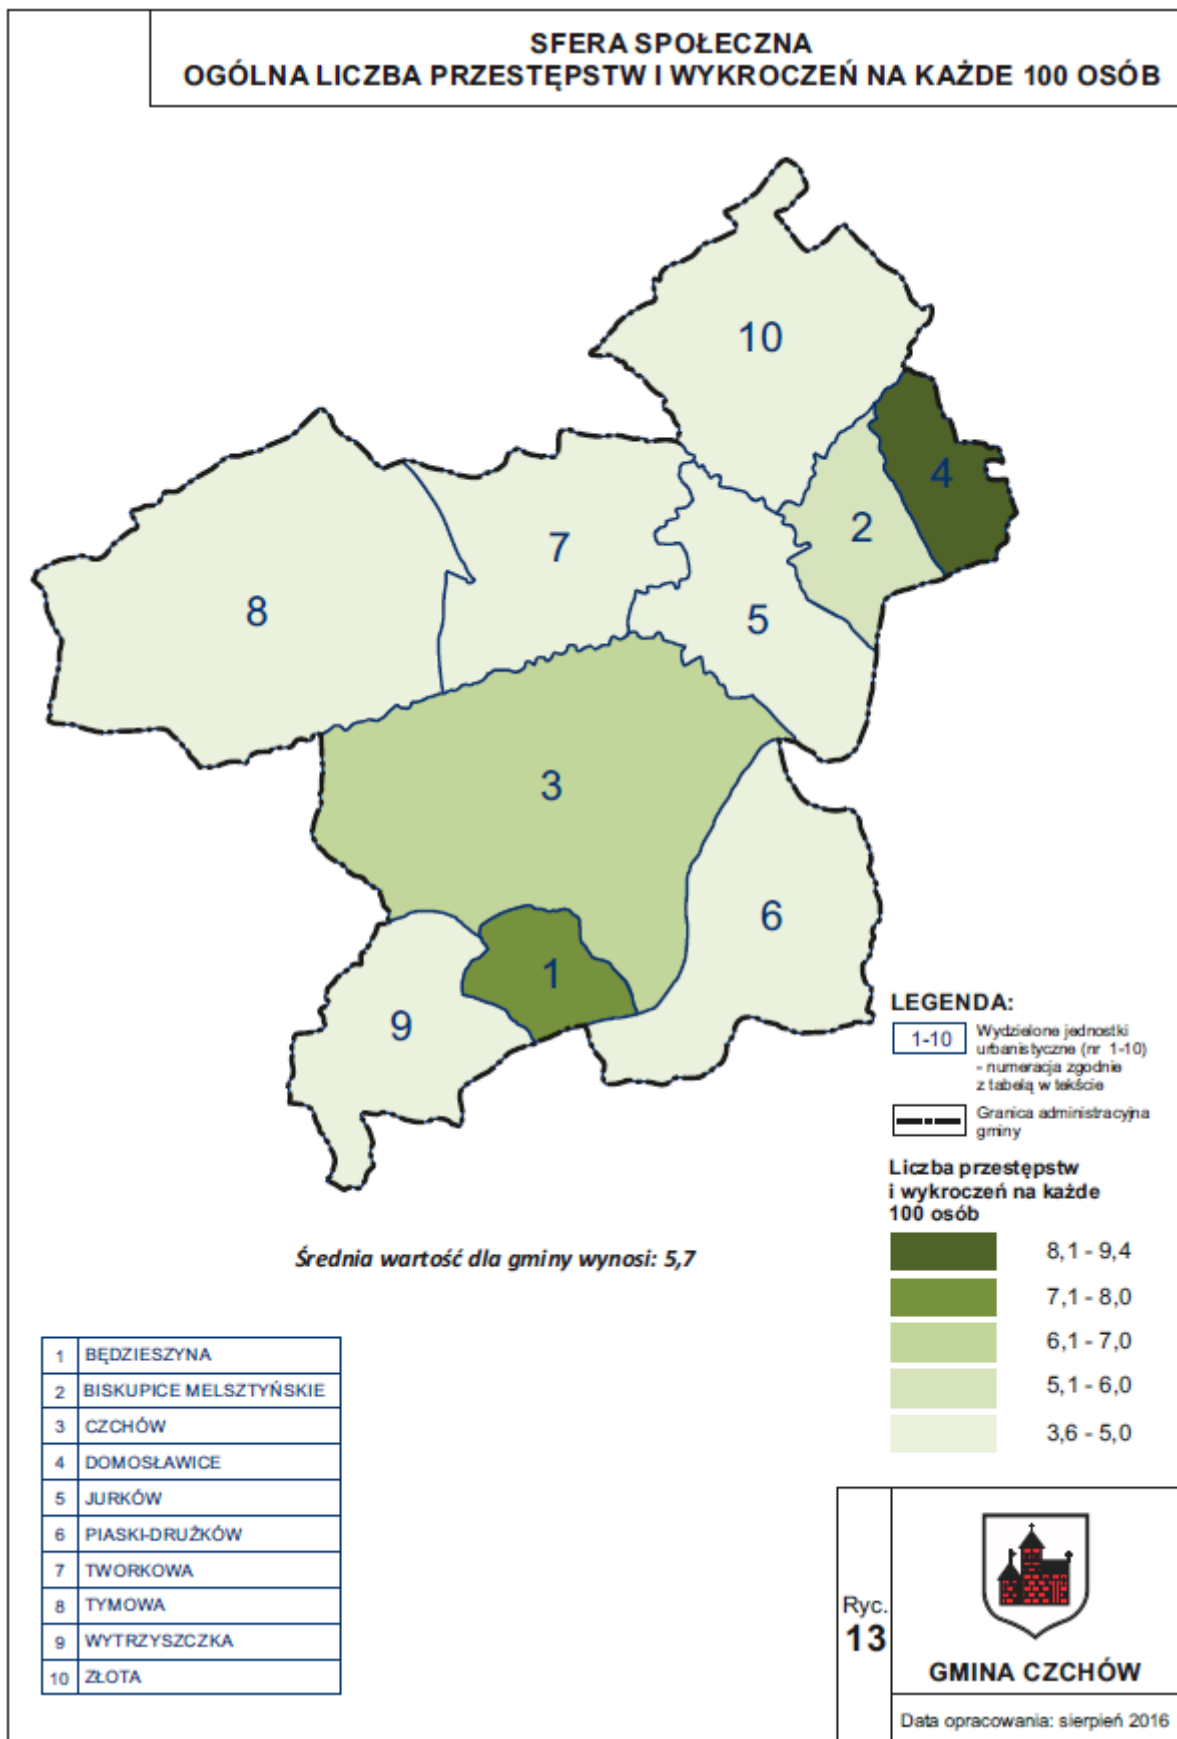 SFERA SPOŁECZNA
OGÓLNA LICZBA PRZESTĘPSTW I WYKROCZEŃ NA KAŻDE 100 OSÓB
10
4
2
7
5
8
3
6
1
9
LEGENDA:
1-10
Wydzielone jednostki
urbanistyczne (nr 1-10)
- numeracja zgodnie
z tabelą w tekście
Granica administracyjna
gminy
Liczba przestępstw
i wykroczeń na każde
100 osób
8,1 - 9,4
7,1 - 8,0
6,1 - 7,0
5,1 - 6,0
3,6 - 5,0
Średnia wartość dla gminy wynosi: 5,7
1 BĘDZIESZYNA
2 BISKUPICE MELSZTYŃSKIE
3 CZCHÓW
4 DOMOSŁAWICE
5 JURKÓW
6 PIASKI-DRUŻKÓW
7 TWORKOWA
8 TYMOWA
9 WYTRZYSZCZKA
10 ZŁOTA
Ryc.
13
GMINA CZCHÓW
Data opracowania: sierpień 2016